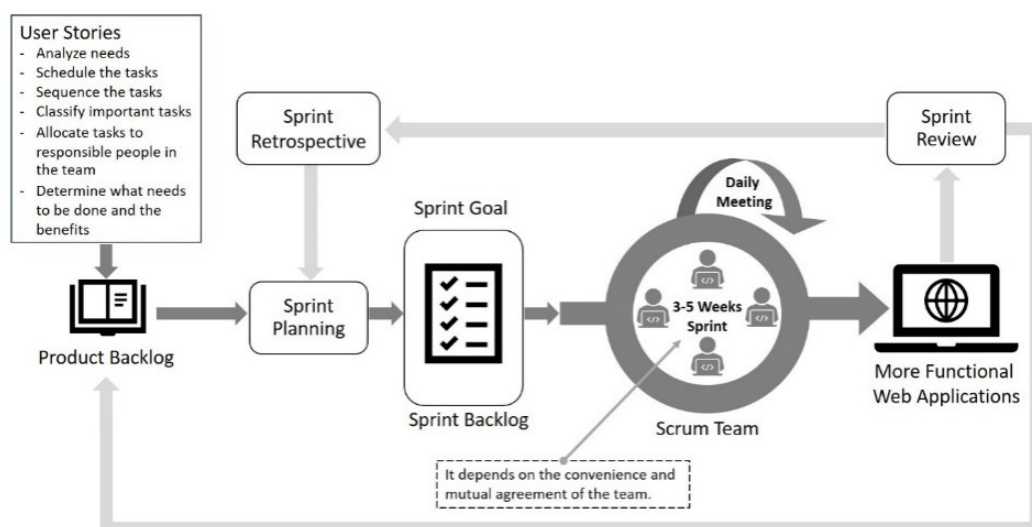 User Stories
- Analyze needs
- Schedule the tasks
- Sequence the tasks
- Classify important tasks
- Allocate tasks to
responsible people in
the team
- Determine what needs
to be done and the
benefits
Sprint
Retrospective
Sprint
Review
Daily
Meeting
Sprint Goal
Sprint
Planning
3-5 Weeks
Sprint
Product Backlog
More Functional
Web Applications
Sprint Backlog
Scrum Team
It depends on the convenience and
mutual agreement of the team.